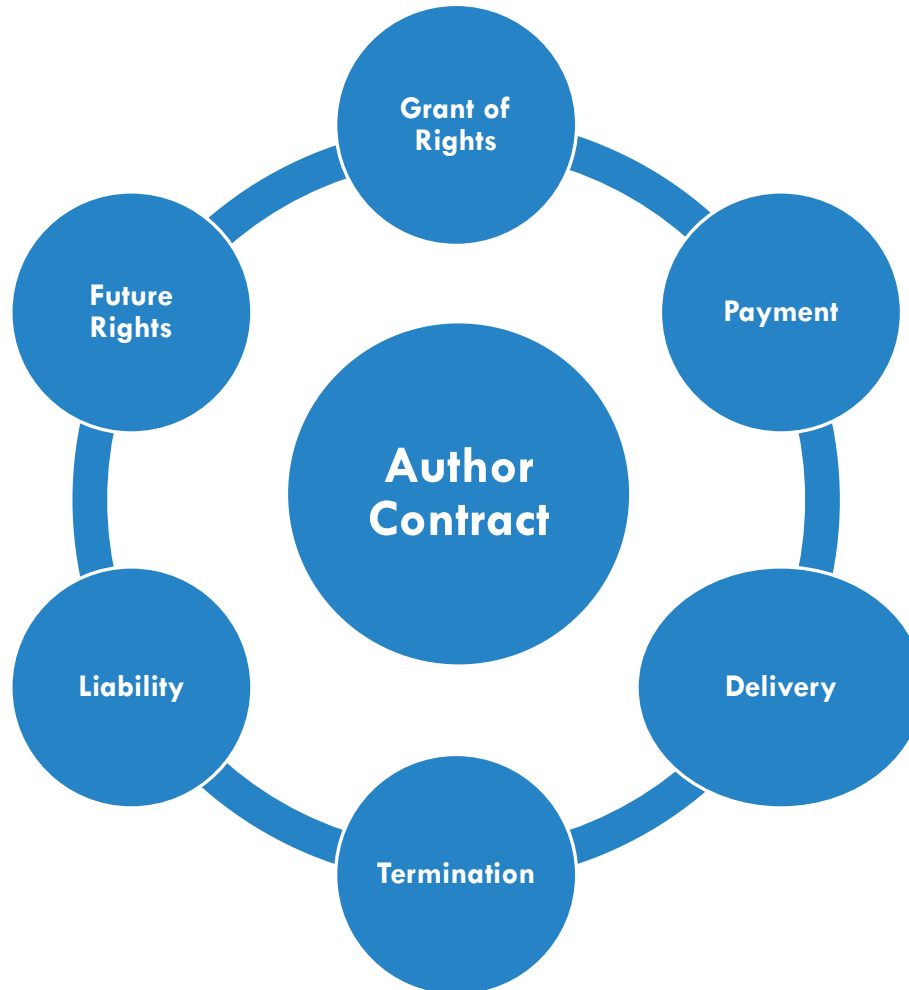 Grant of
Rights
Future
Rights
Payment
Author
Contract
Liability
Delivery
Termination